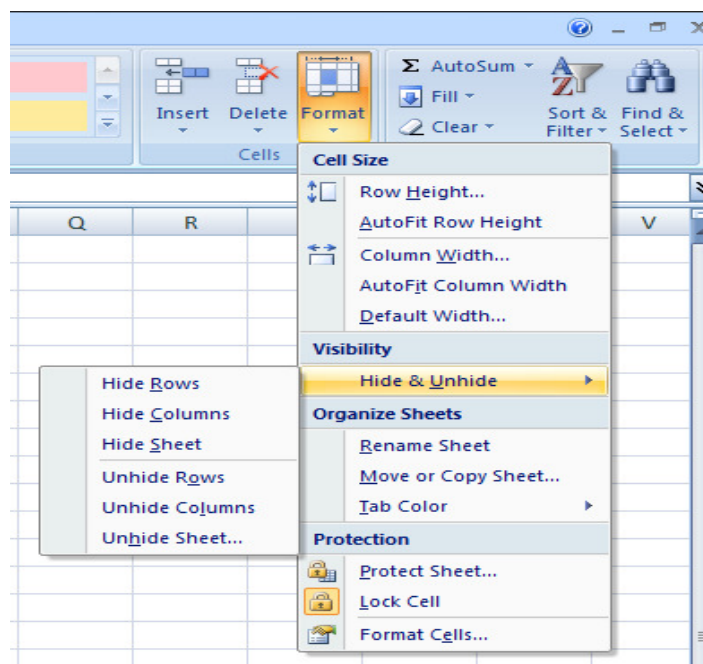 Σ AutoSum
Fill
Clear
Insert Delete Format
Sort & Filter
Find & Select
Cells
Q R V
Cell Size
Row Height...
AutoFit Row Height
Column Width...
AutoFit Column Width
Default Width...
Visibility
Hide & Unhide
Hide Rows
Hide Columns
Hide Sheet
Unhide Rows
Unhide Columns
Unhide Sheet...
Organize Sheets
Rename Sheet
Move or Copy Sheet...
Tab Color
Protection
Protect Sheet...
Lock Cell
Format Cells...